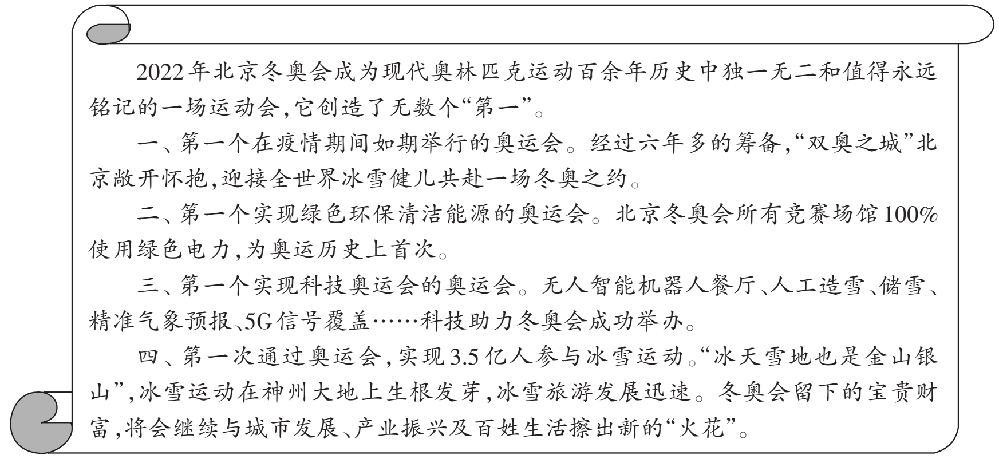 2022年北京冬奥会成为现代奥林匹克运动百余年历史中独一无二和值得永远
铭记的一场运动会,它创造了无数个“第一”。
一、第一个在疫情期间如期举行的奥运会。经过六年多的筹备,“双奥之城”北
京敞开怀抱,迎接全世界冰雪健儿共赴一场冬奥之约。
二、第一个实现绿色环保清洁能源的奥运会。北京冬奥会所有竞赛场馆100%
使用绿色电力,为奥运历史上首次。
三、第一个实现科技奥运会的奥运会。无人智能机器人餐厅、人工造雪、储雪、
精准气象预报、5G信号覆盖……科技助力冬奥会成功举办。
四、第一次通过奥运会,实现3.5亿人参与冰雪运动。“冰天雪地也是金山银
山”,冰雪运动在神州大地上生根发芽,冰雪旅游发展迅速。冬奥会留下的宝贵财
富,将会继续与城市发展、产业振兴及百姓生活擦出新的“火花”。